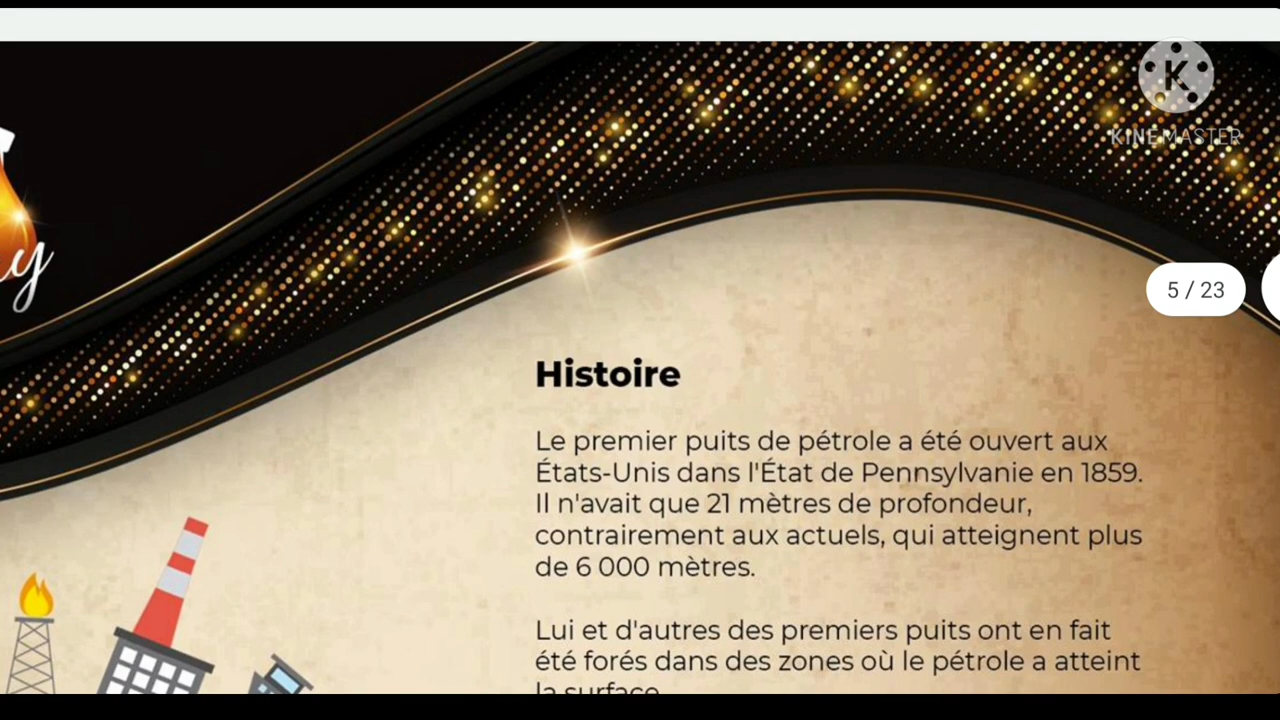 K
KINEMASTER
y
5 / 23
Histoire
Le premier puits de pétrole a été ouvert aux
États-Unis dans l'État de Pennsylvanie en 1859.
Il n'avait que 21 mètres de profondeur,
contrairement aux actuels, qui atteignent plus
de 6 000 mètres.
Lui et d'autres des premiers puits ont en fait
été forés dans des zones où le pétrole a atteint
la surface